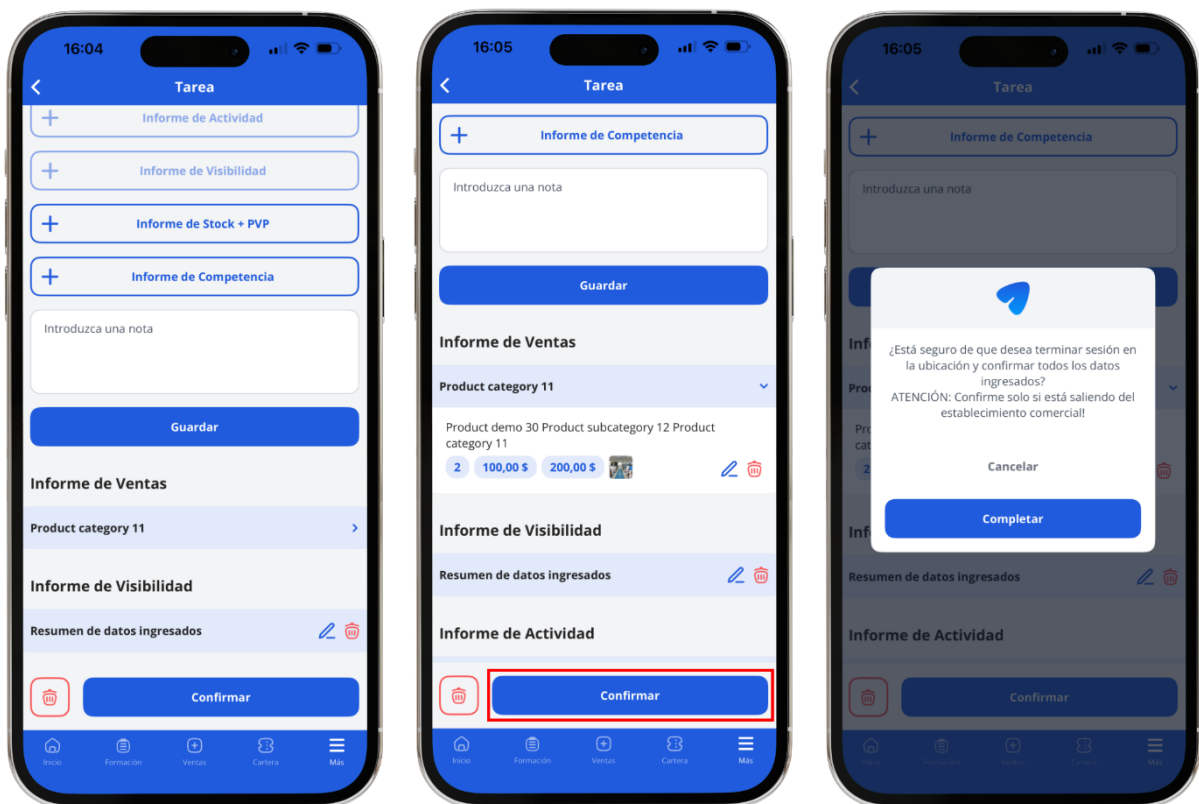 16:04
Tarea
Informe de Actividad
Informe de Visibilidad
Informe de Stock + PVP
Informe de Competencia
Introduzca una nota
Guardar
Informe de Ventas
Product category 11
Informe de Visibilidad
Resumen de datos ingresados
Confirmar
Inicio
Formación
Ventas
Cartera
Más
16:05
Tarea
Informe de Competencia
Introduzca una nota
Guardar
Informe de Ventas
Product category 11
Product demo 30 Product subcategory 12 Product
category 11
2
100,00 $
200,00 $
Informe de Visibilidad
Resumen de datos ingresados
Informe de Actividad
Confirmar
Inicio
Formación
Ventas
Cartera
Más
16:05
Tarea
Informe de Competencia
Introduzca una nota
¿Está seguro de que desea terminar sesión en
la ubicación y confirmar todos los datos
ingresados?
ATENCIÓN: Confirme solo si está saliendo del
establecimiento comercial!
Cancelar
Completar
Inf
Pro
Pro
cat
2
Inf
Resumen de datos ingresados
Informe de Actividad
Confirmar
Inicio
Formación
Ventas
Cartera
Más